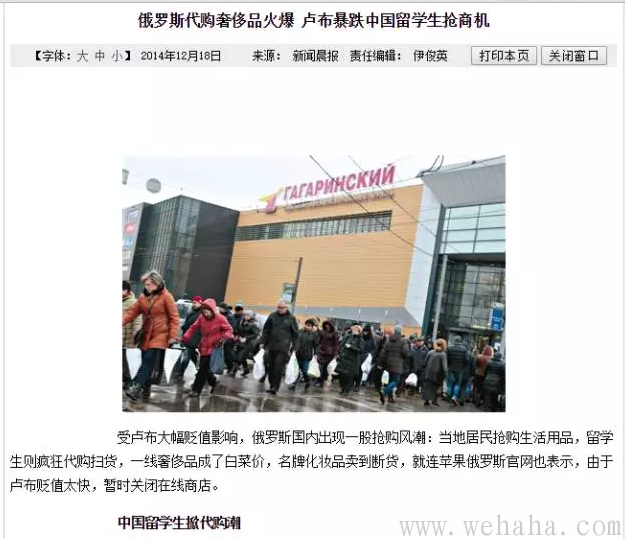 俄罗斯代购奢侈品火爆 卢布暴跌中国留学生抢商机
【字体：大 中 小】 2014年12月18日 来源： 新闻晨报 责任编辑： 伊俊英 打印本页 关闭窗口
ГАГАРИНСКИЙ
受卢布大幅贬值影响，俄罗斯国内出现一股抢购风潮：当地居民抢购生活用品，留学
生则疯狂代购扫货，一线奢侈品成了白菜价，名牌化妆品卖到断货，就连苹果俄罗斯官网也表示，由于
卢布贬值太快，暂时关闭在线商店。
中国留学生掀代购潮
www.wehaha.com